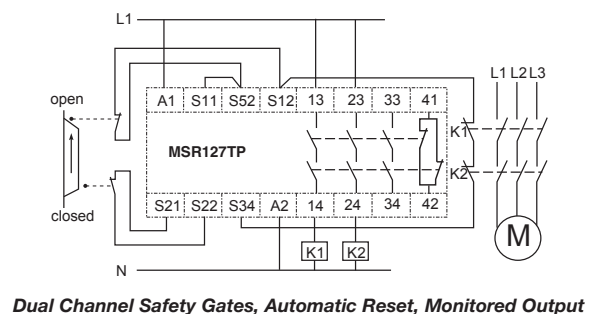 L1
L1 L2 L3
open
A1 S11 S52 S12 13 23 33 41
K1
MSR127TP
K2
closed
S21 S22 S34 A2 14 24 34 42
M
K1 K2
N
Dual Channel Safety Gates, Automatic Reset, Monitored Output